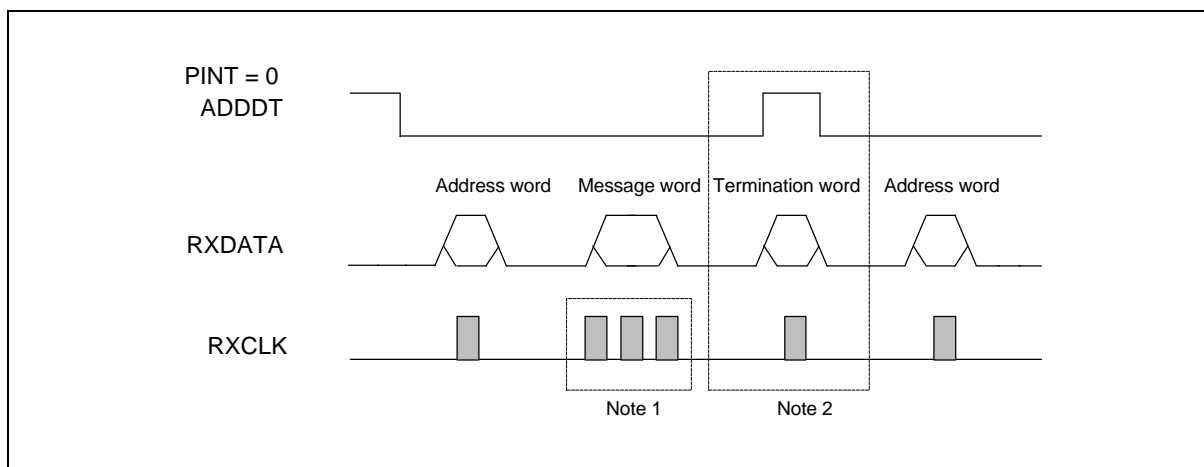 PINT = 0
ADDDT
Address word
Message word
Termination word
Address word
RXDATA
RXCLK
Note 1
Note 2